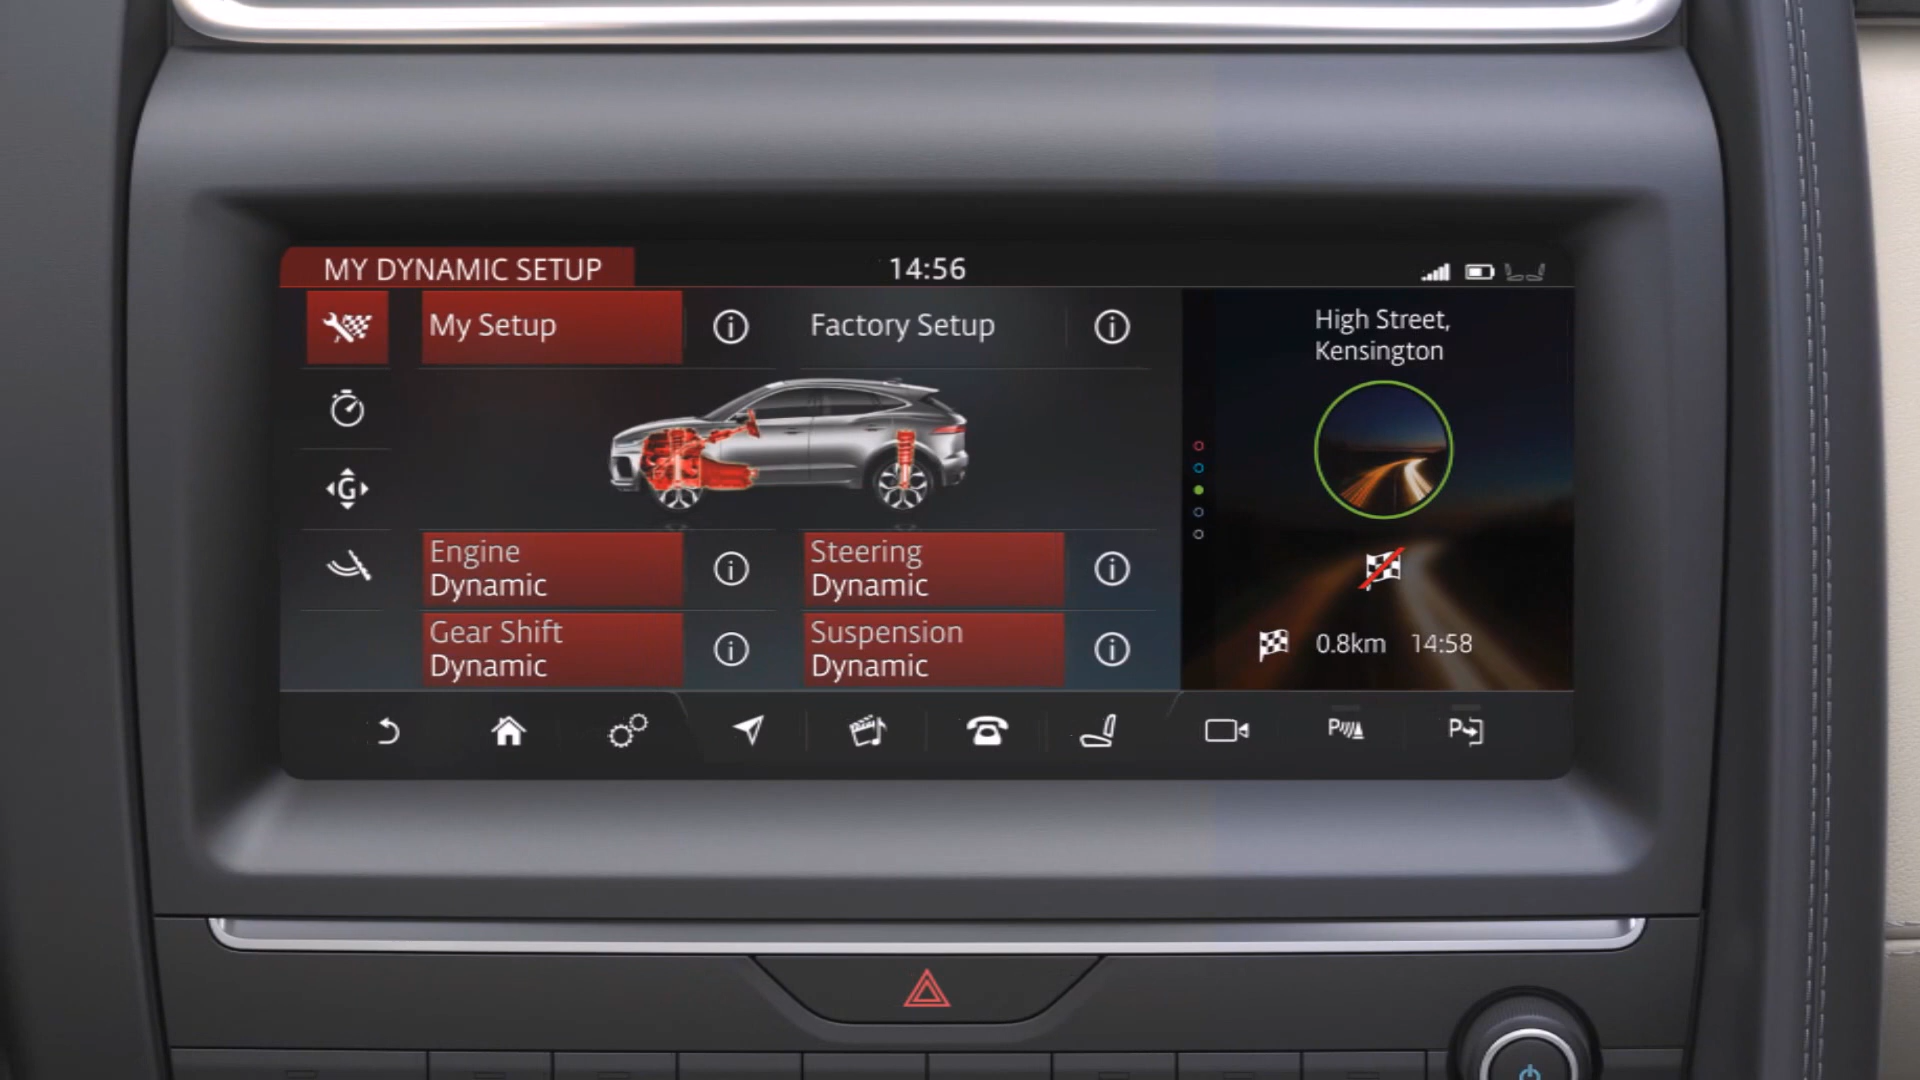 MY DYNAMIC SETUP
14:56
My Setup
Factory Setup
High Street,
Kensington
G
Engine
Dynamic
Steering
Dynamic
Gear Shift
Dynamic
Suspension
Dynamic
0.8km 14:58
P
P